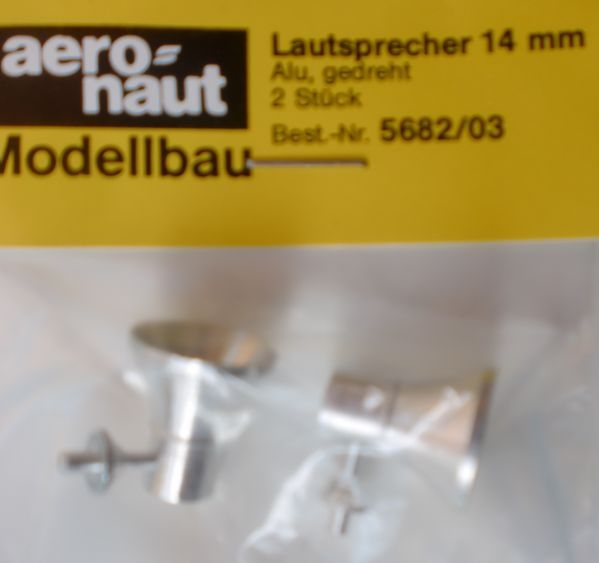 aero=
naut
Modellbau
Lautsprecher 14 mm
Alu, gedreht
2 Stück
Best.-Nr. 5682/03